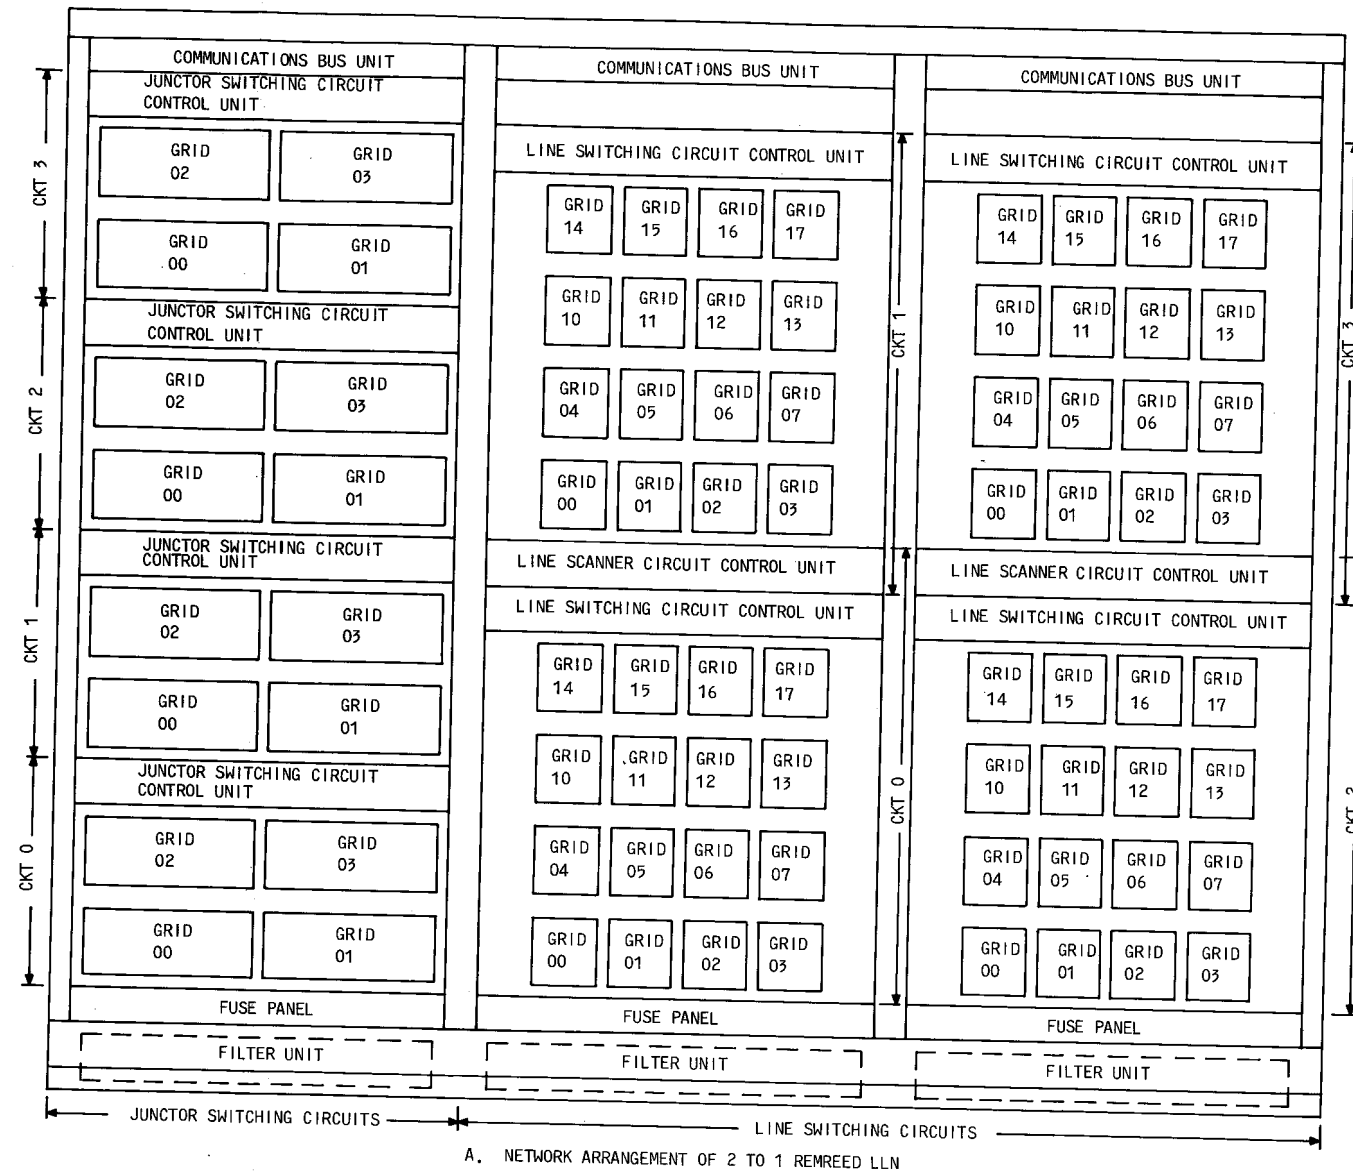 COMMUNICATIONS BUS UNIT
JUNCTOR SWITCHING CIRCUIT
CONTROL UNIT
GRID 02
GRID 03
GRID 00
GRID 01
CKT 3
JUNCTOR SWITCHING CIRCUIT
CONTROL UNIT
GRID 02
GRID 03
GRID 00
GRID 01
CKT 2
JUNCTOR SWITCHING CIRCUIT
CONTROL UNIT
GRID 02
GRID 03
GRID 00
GRID 01
CKT 1
JUNCTOR SWITCHING CIRCUIT
CONTROL UNIT
GRID 02
GRID 03
GRID 00
GRID 01
CKT 0
FUSE PANEL
FILTER UNIT
JUNCTOR SWITCHING CIRCUITS
COMMUNICATIONS BUS UNIT
LINE SWITCHING CIRCUIT CONTROL UNIT
GRID 14
GRID 15
GRID 16
GRID 17
GRID 10
GRID 11
GRID 12
GRID 13
GRID 04
GRID 05
GRID 06
GRID 07
GRID 00
GRID 01
GRID 02
GRID 03
CKT 1
LINE SCANNER CIRCUIT CONTROL UNIT
LINE SWITCHING CIRCUIT CONTROL UNIT
GRID 14
GRID 15
GRID 16
GRID 17
GRID 10
GRID 11
GRID 12
GRID 13
GRID 04
GRID 05
GRID 06
GRID 07
GRID 00
GRID 01
GRID 02
GRID 03
CKT 0
FUSE PANEL
FILTER UNIT
COMMUNICATIONS BUS UNIT
LINE SWITCHING CIRCUIT CONTROL UNIT
GRID 14
GRID 15
GRID 16
GRID 17
GRID 10
GRID 11
GRID 12
GRID 13
GRID 04
GRID 05
GRID 06
GRID 07
GRID 00
GRID 01
GRID 02
GRID 03
CKT 3
LINE SCANNER CIRCUIT CONTROL UNIT
LINE SWITCHING CIRCUIT CONTROL UNIT
GRID 14
GRID 15
GRID 16
GRID 17
GRID 10
GRID 11
GRID 12
GRID 13
GRID 04
GRID 05
GRID 06
GRID 07
GRID 00
GRID 01
GRID 02
GRID 03
CKT 2
FUSE PANEL
FILTER UNIT
LINE SWITCHING CIRCUITS
A. NETWORK ARRANGEMENT OF 2 TO 1 REMREED LLN